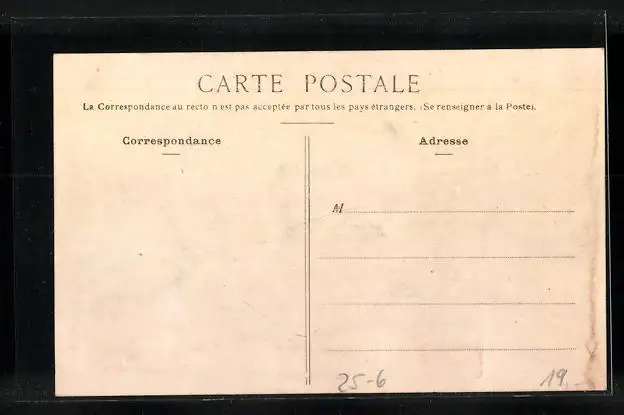 CARTE POSTALE
La Correspondance au recto n'est pas acceptée par tous les pays étrangers. (Se renseigner à la Poste).
Correspondance
Adresse
M
25-6
19,-